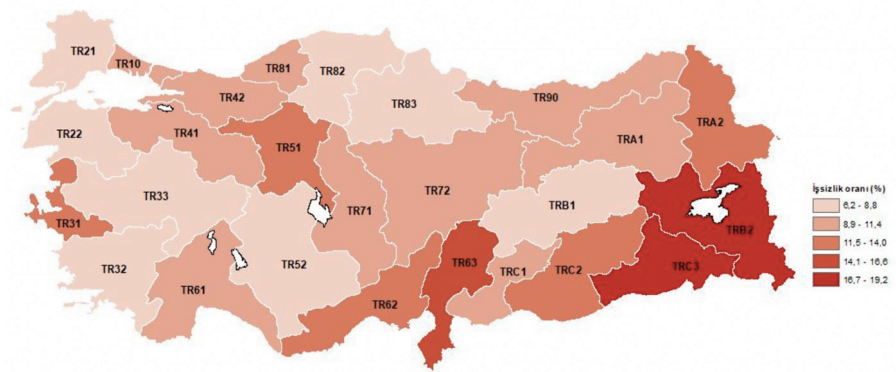 TR21
TR10
TR81
TR82
TR42
TR83
TR90
TRA2
TR22
TR41
TR51
TRA1
TR33
TR72
TRB1
TR31
TR71
TRB2
TR32
TR61
TR52
TR63
TRC1
TRC2
TRC3
TR62
İşsizlik oranı (%)
6,2 - 8,8
8,9 - 11,4
11,5 - 14,0
14,1 - 16,6
16,7 - 19,2